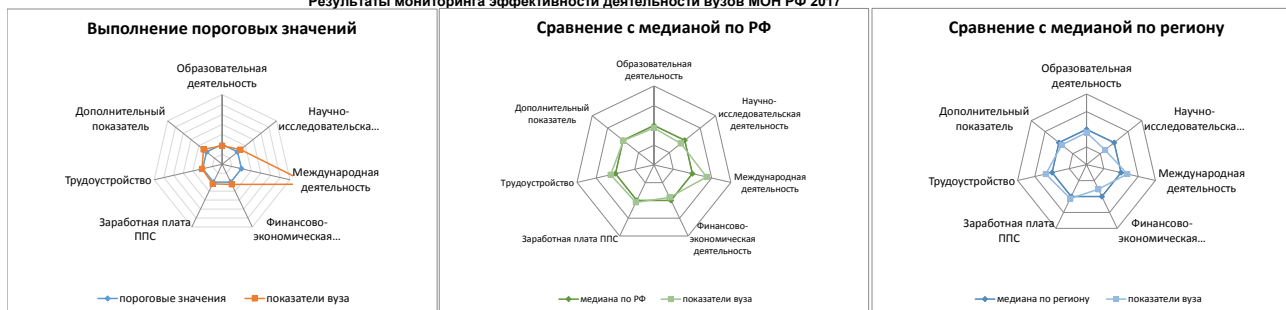 Результаты мониторинга эффективности деятельности вузов МОН РФ 2017
Выполнение пороговых значений
Образовательная
деятельность
Научно-
исследовательска...
Международная
деятельность
Финансово-
экономическая...
Заработная плата
ППС
Трудоустройство
Дополнительный
показатель
пороговые значения
показатели вуза
Сравнение с медианой по РФ
Образовательная
деятельность
Научно-
исследовательская
деятельность
Международная
деятельность
Финансово-
экономическая
деятельность
Заработная плата ППС
Трудоустройство
Дополнительный
показатель
медиана по РФ
показатели вуза
Сравнение с медианой по региону
Образовательная
деятельность
Научно-
исследовательска...
Международная
деятельность
Финансово-
экономическая...
Заработная плата
ППС
Трудоустройство
Дополнительный
показатель
медиана по региону
показатели вуза